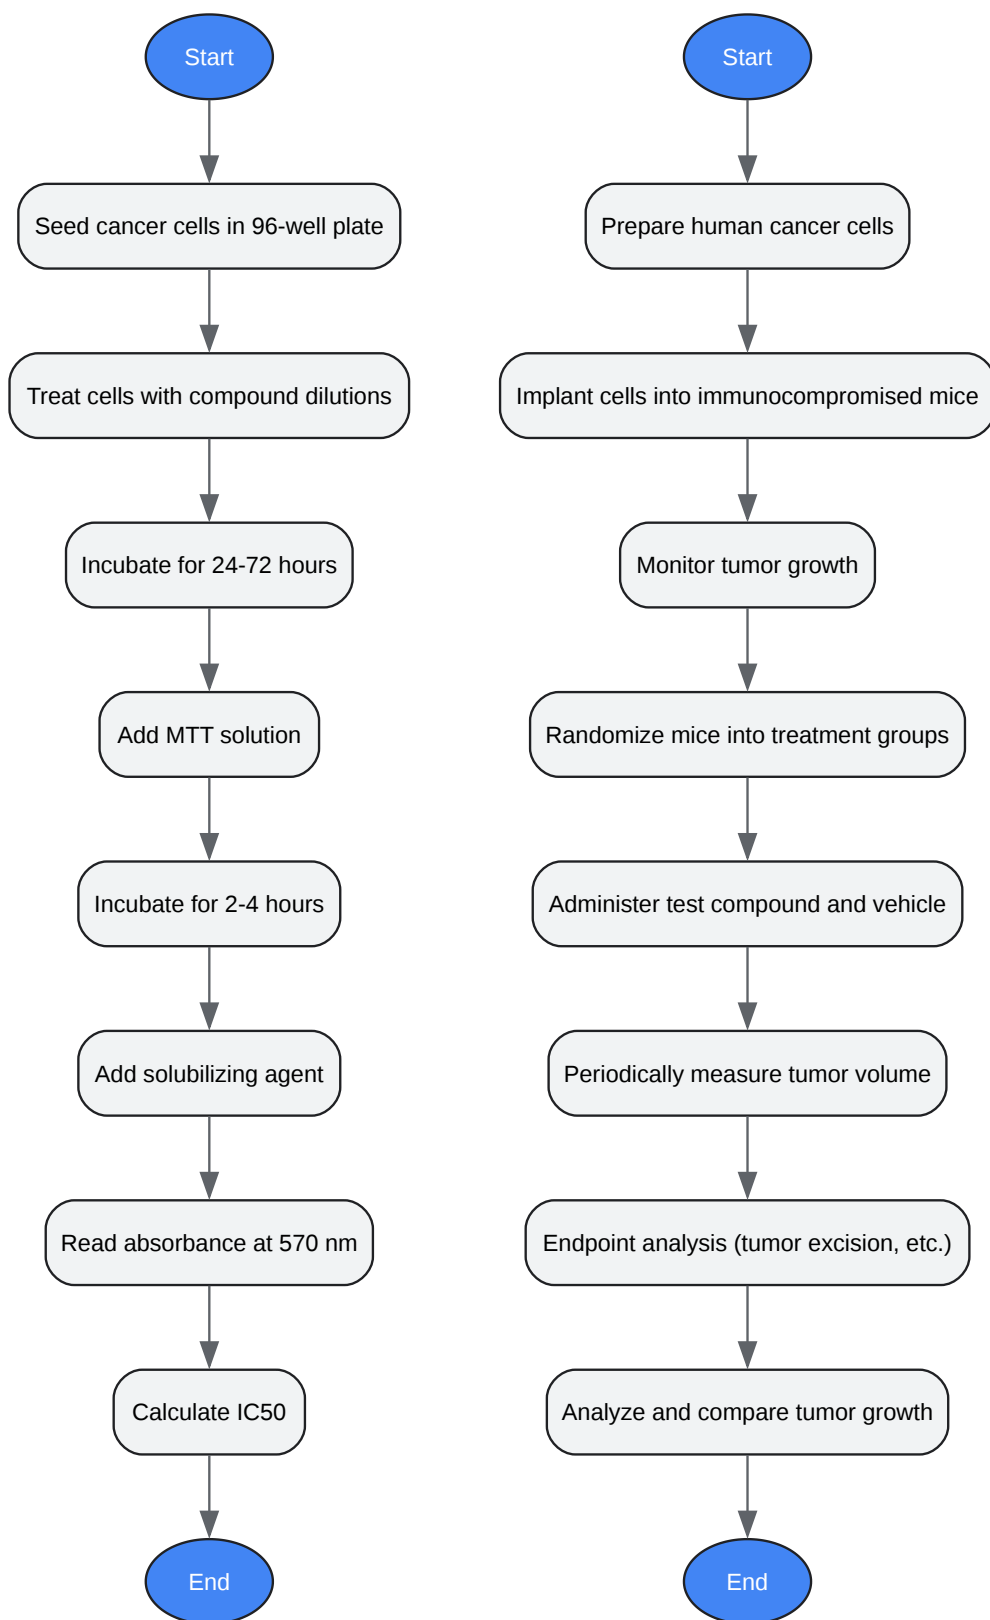 Start
Seed cancer cells in 96-well plate
Treat cells with compound dilutions
Incubate for 24-72 hours
Add MTT solution
Incubate for 2-4 hours
Add solubilizing agent
Read absorbance at 570 nm
Calculate IC50
End
Start
Prepare human cancer cells
Implant cells into immunocompromised mice
Monitor tumor growth
Randomize mice into treatment groups
Administer test compound and vehicle
Periodically measure tumor volume
Endpoint analysis (tumor excision, etc.)
Analyze and compare tumor growth
End